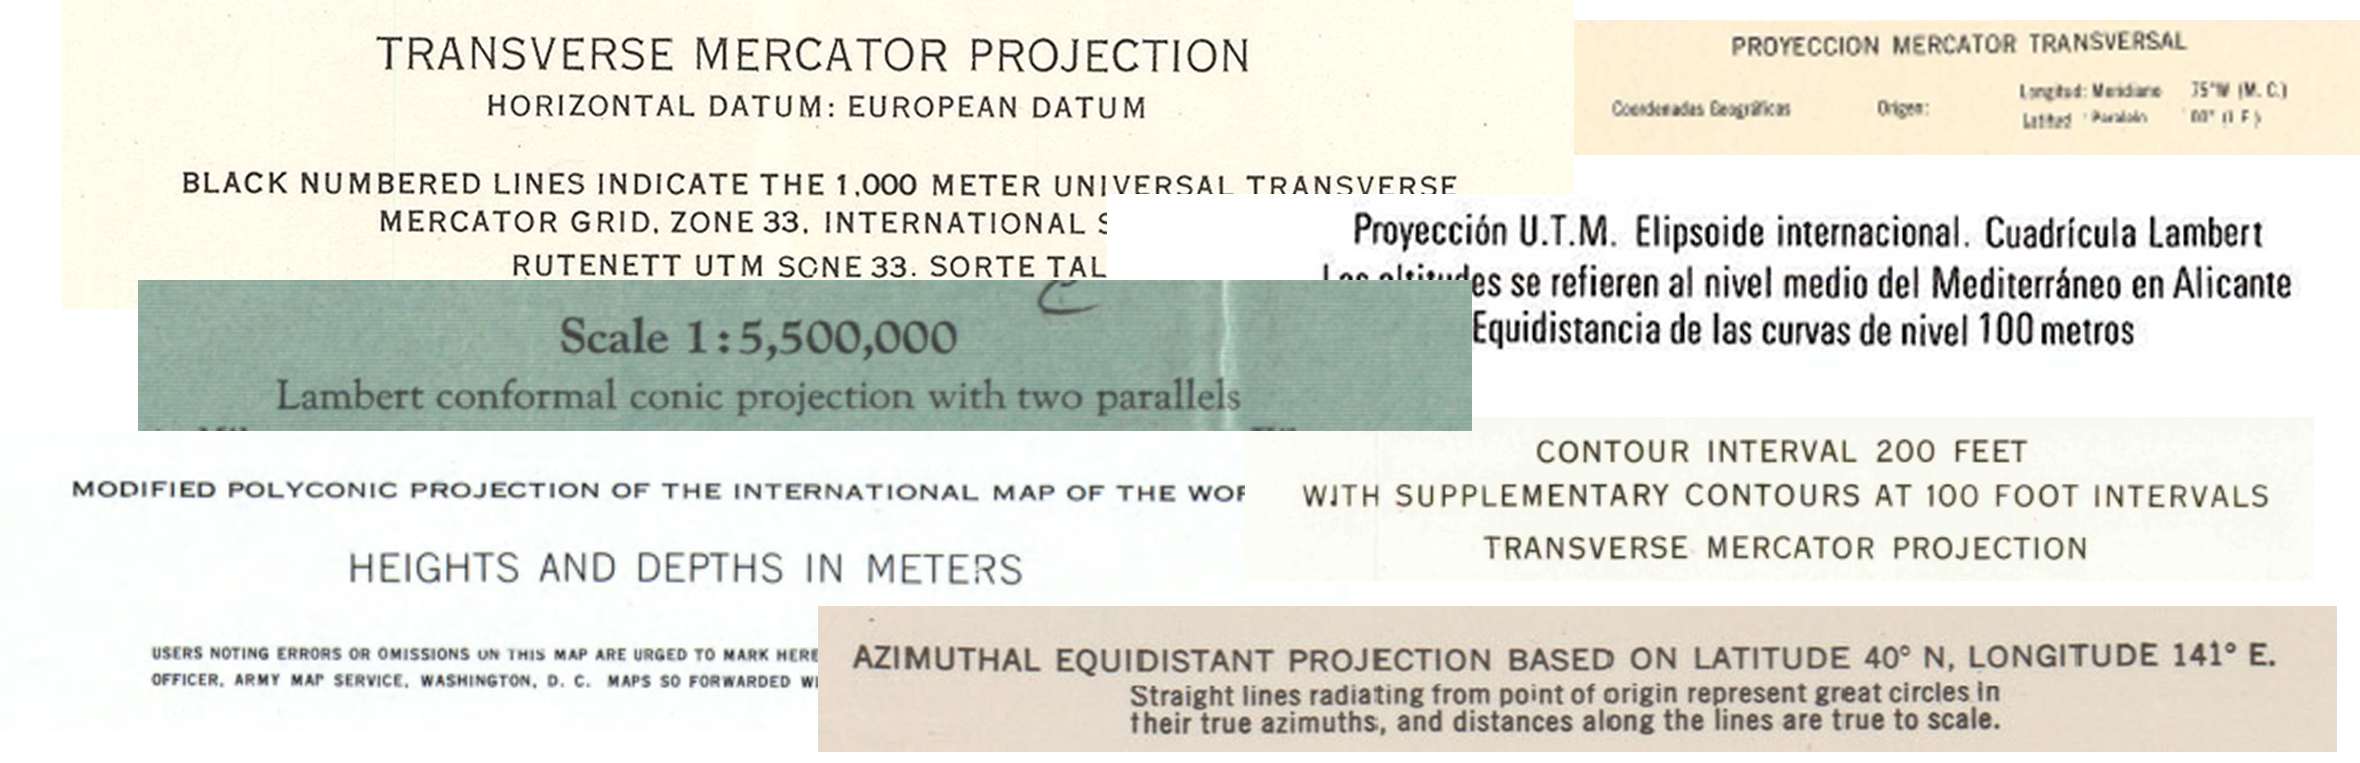 TRANSVERSE MERCATOR PROJECTION
HORIZONTAL DATUM: EUROPEAN DATUM
BLACK NUMBERED LINES INDICATE THE 1,000 METER UNIVERSAL TRANSVERSE
MERCATOR GRID, ZONE 33, INTERNATIONAL
RUTENETT UTM SONE 33. SORTE TAL
PROYECCION MERCATOR TRANSVERSAL
Coordenadas Geográficas Origen: Longitud: Meridiano 75°W (M. C.)
Latitud : Paralelo 00°
Proyección U.T.M. Elipsoide internacional. Cuadrícula Lambert
Las altitudes se refieren al nivel medio del Mediterráneo en Alicante
Equidistancia de las curvas de nivel 100 metros
Scale 1:5,500,000
Lambert conformal conic projection with two parallels
MODIFIED POLYCONIC PROJECTION OF THE INTERNATIONAL MAP OF THE WOR
HEIGHTS AND DEPTHS IN METERS
USERS NOTING ERRORS OR OMISSIONS ON THIS MAP ARE URGED TO MARK HERE
OFFICER, ARMY MAP SERVICE, WASHINGTON, D. C. MAPS SO FORWARDED WI
CONTOUR INTERVAL 200 FEET
WITH SUPPLEMENTARY CONTOURS AT 100 FOOT INTERVALS
TRANSVERSE MERCATOR PROJECTION
AZIMUTHAL EQUIDISTANT PROJECTION BASED ON LATITUDE 40° N, LONGITUDE 141° E.
Straight lines radiating from point of origin represent great circles in
their true azimuths, and distances along the lines are true to scale.